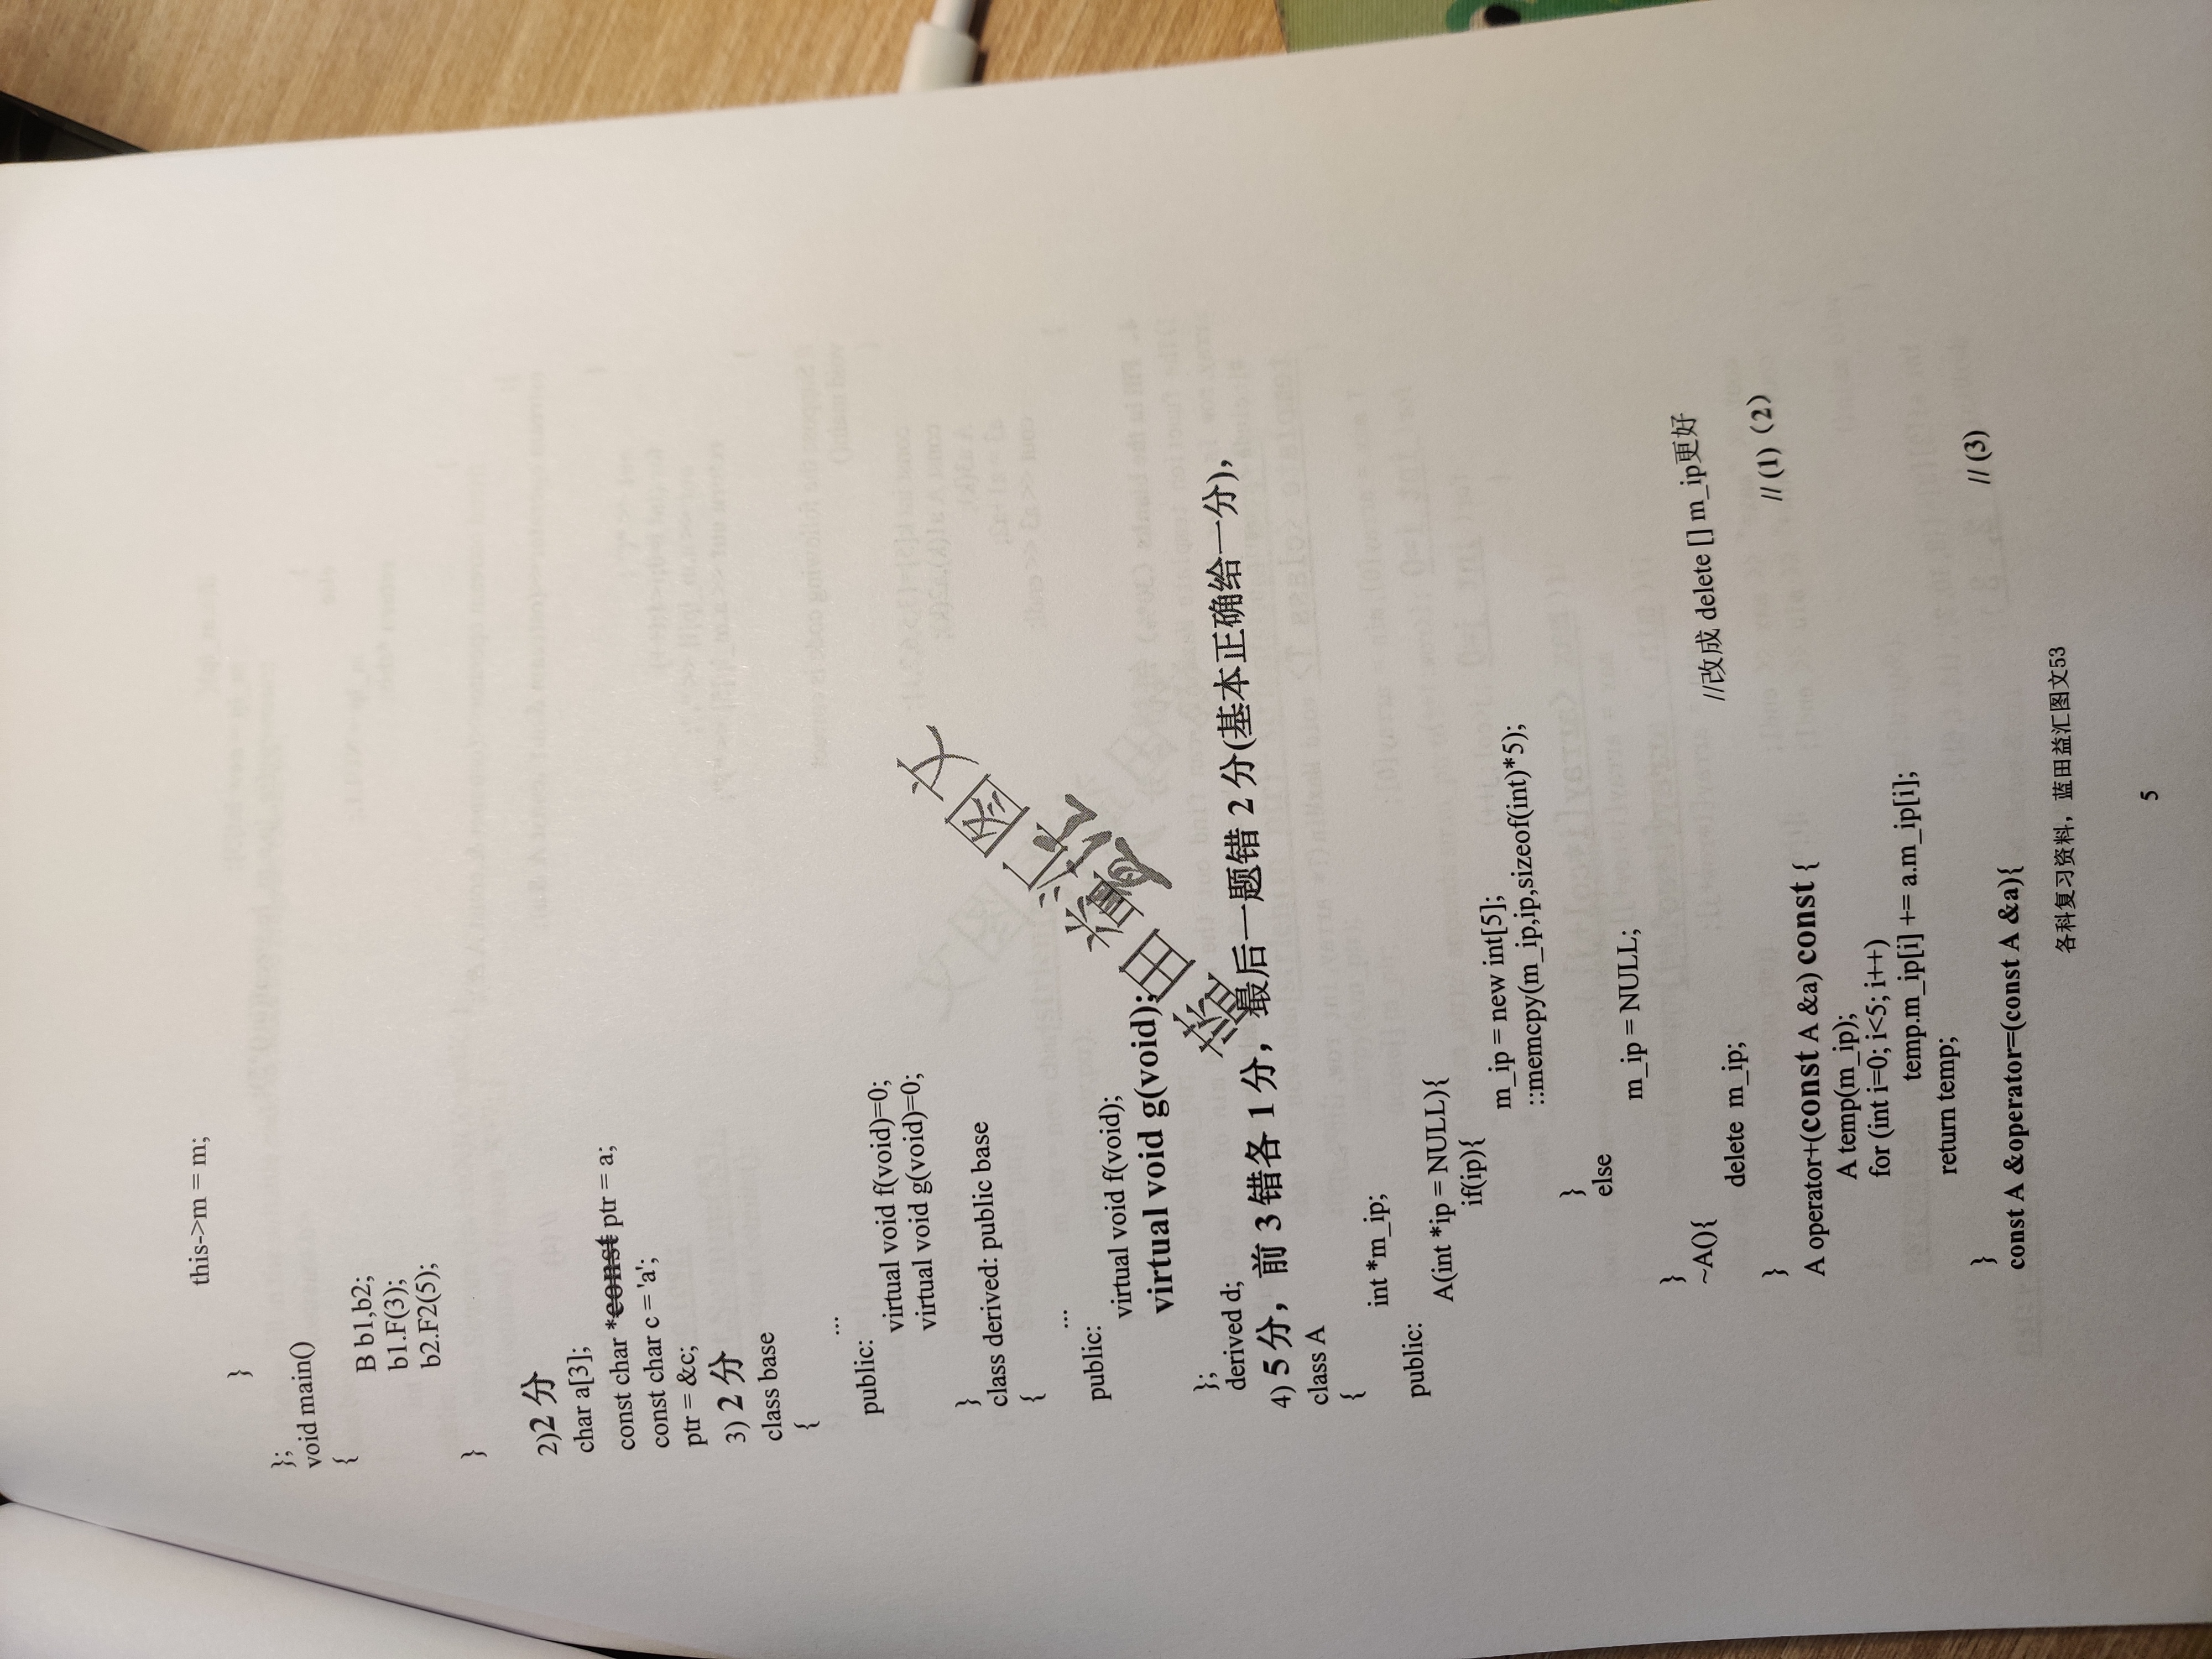 this->m = m;
}
};
void main()
{
B b1,b2;
b1.F(3);
b2.F2(5);
}
2)2 分
char a[3];
const char *const ptr = a;
const char c = 'a';
ptr = &c;
3) 2 分
class base
{
...
public:
virtual void f(void)=0;
virtual void g(void)=0;
}
class derived: public base
{
...
public:
virtual void f(void);
virtual void g(void);
};
derived d;
4) 5 分，前 3 错各 1 分，最后一题错 2 分(基本正确给一分),
class A
{
int *m_ip;
public:
A(int *ip = NULL){
if(ip){
m_ip = new int[5];
::memcpy(m_ip,ip,sizeof(int)*5);
}
else
m_ip = NULL;
}
~A(){
delete m_ip; //改成 delete [] m_ip更好
}
A operator+(const A &a) const { // (1)（2）
A temp(m_ip);
for (int i=0; i<5; i++)
temp.m_ip[i] += a.m_ip[i];
return temp;
}
const A &operator=(const A &a){ // (3)
各科复习资料，蓝田益汇图文53
5
蓝田益汇图文
益汇